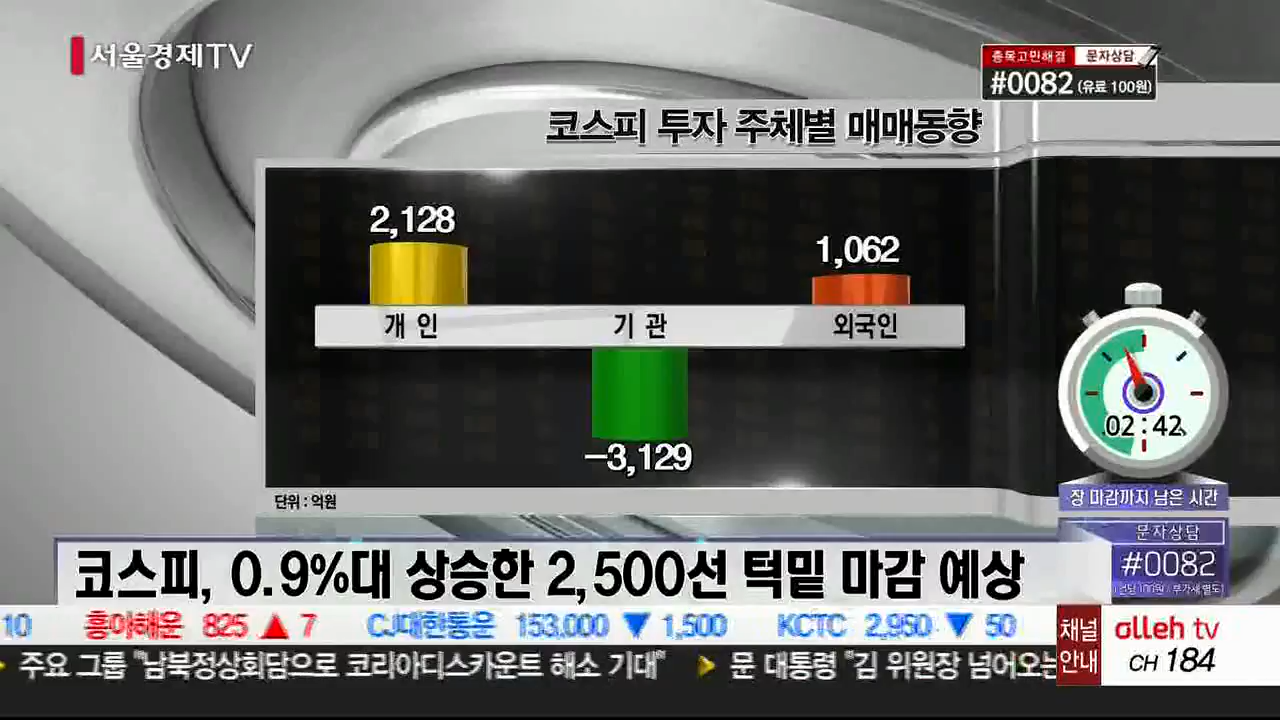 서울경제TV
종목고민해결 문자상담
#0082 (유료 100원)
코스피 투자 주체별 매매동향
2,128
1,062
개 인
기 관
외국인
-3,129
단위 : 억원
02 : 42
장 마감까지 남은 시간
문자상담
#0082
코스피, 0.9%대 상승한 2,500선 턱밑 마감 예상
10 흥아해운 825 ▲ 7 CJ대한통운 153,000 ▼ 1,500 KCTC 2,950 ▼ 50
주요 그룹 "남북정상회담으로 코리아디스카운트 해소 기대" 문 대통령 "김 위원장 넘어오는
채널
안내
olleh tv
CH 184